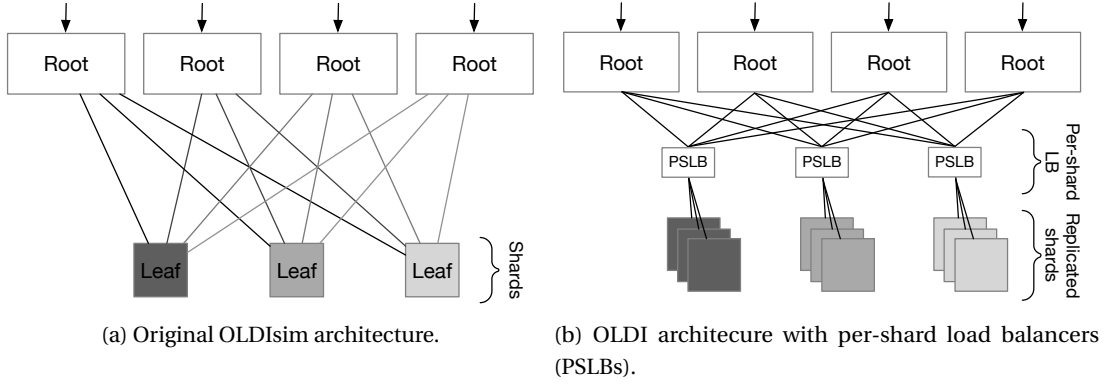 Root Root Root Root
Leaf Leaf Leaf
Shards
(a) Original OLDIsim architecture.
Root Root Root Root
PSLB PSLB PSLB
Per-shard
LB
Replicated
shards
(b) OLDI architecure with per-shard load balancers
(PSLBs).